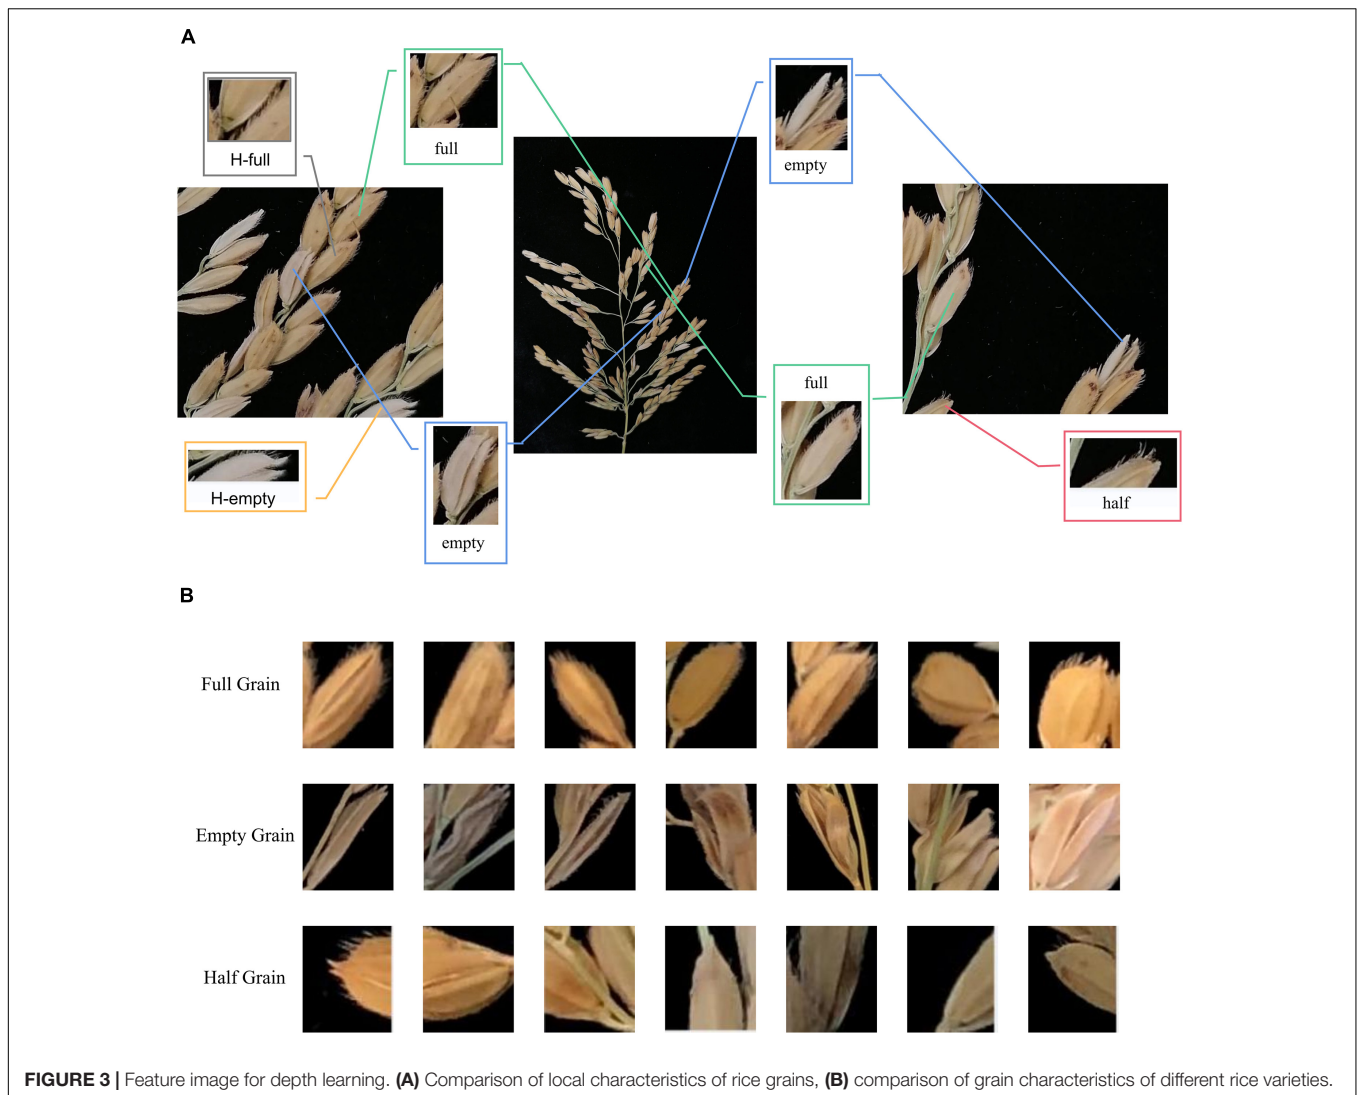 A
H-full
full
empty
full
H-empty
empty
half
B
Full Grain
Empty Grain
Half Grain
FIGURE 3 | Feature image for depth learning. (A) Comparison of local characteristics of rice grains, (B) comparison of grain characteristics of different rice varieties.